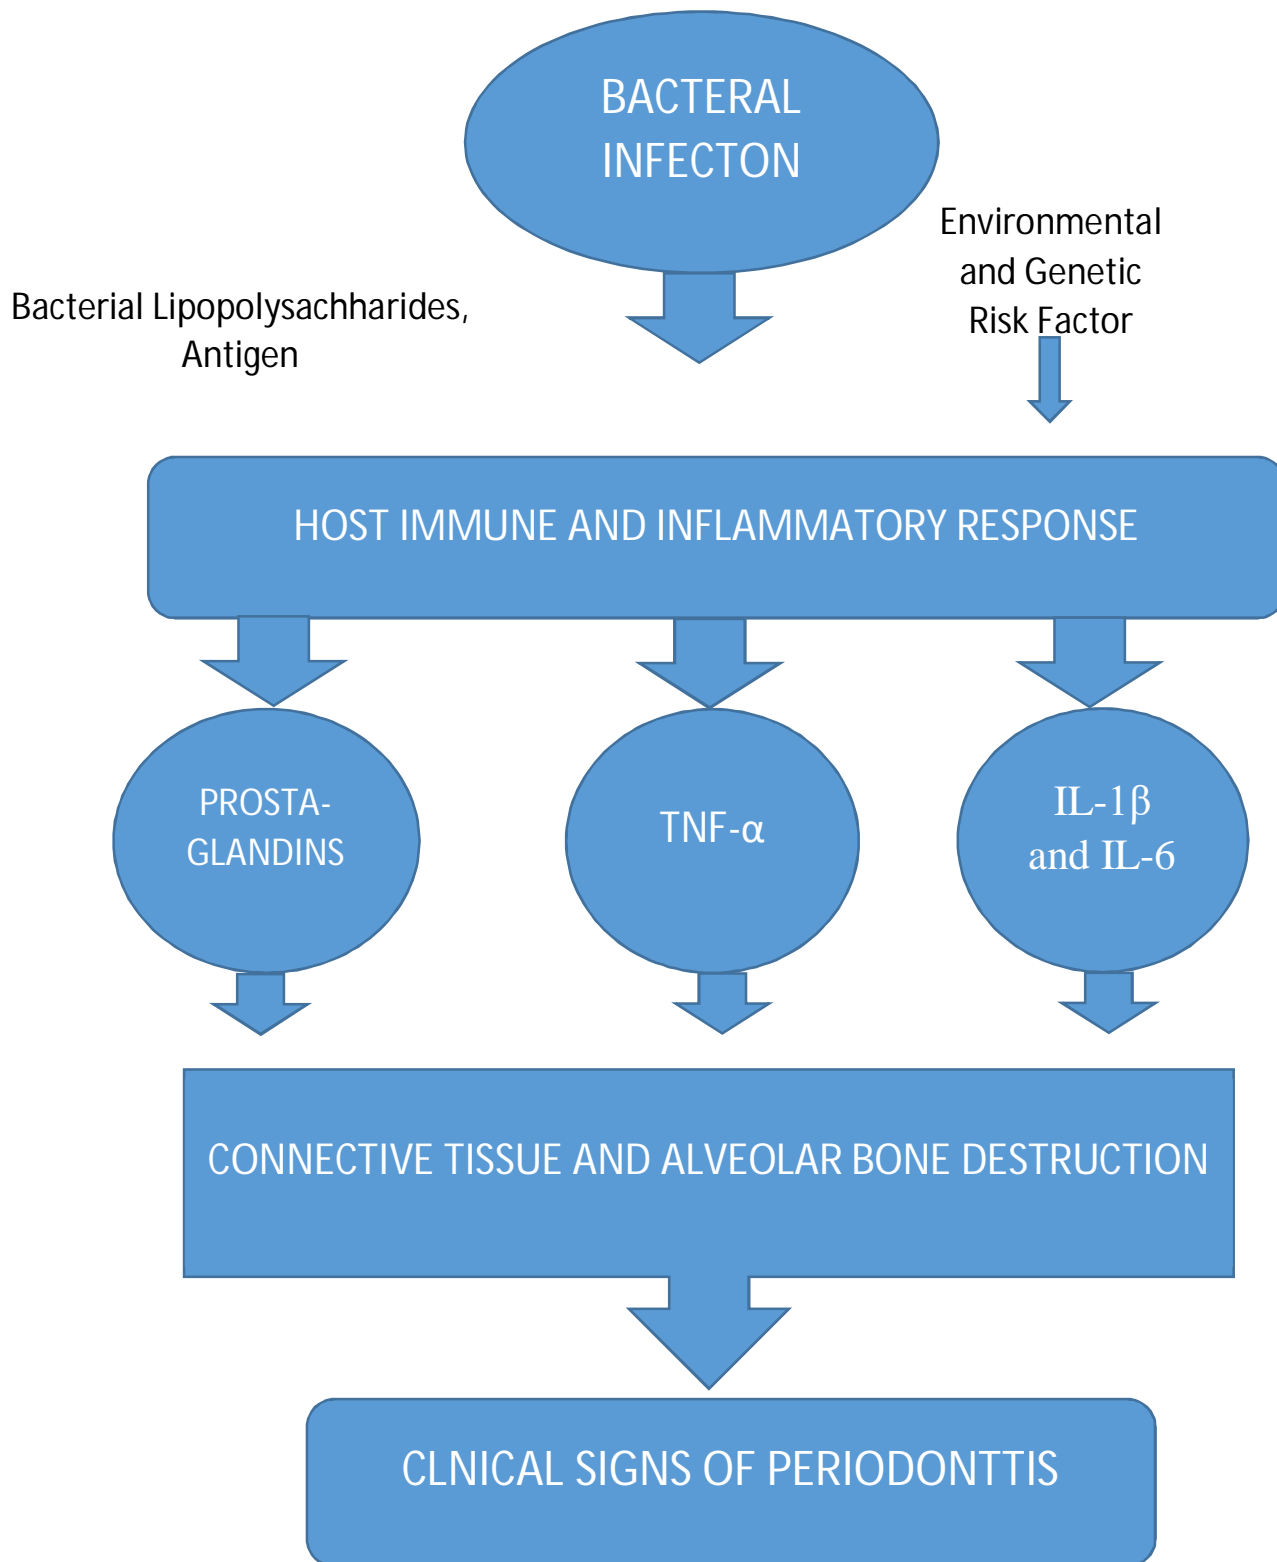 BACTERAL
INFECTON
Environmental
and Genetic
Risk Factor
Bacterial Lipopolysachharides,
Antigen
HOST IMMUNE AND INFLAMMATORY RESPONSE
PROSTA-
GLANDINS
TNF-α
IL-1β
and IL-6
CONNECTIVE TISSUE AND ALVEOLAR BONE DESTRUCTION
CLNICAL SIGNS OF PERIODONTTIS